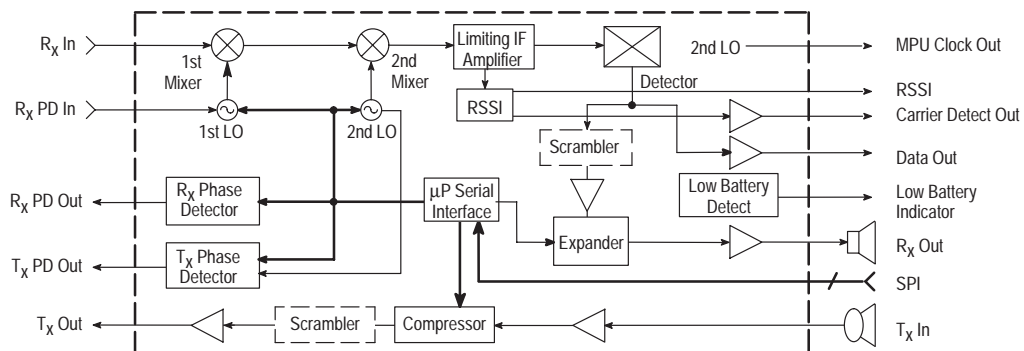 Rx In
1st
Mixer
2nd
Mixer
Limiting IF
Amplifier
2nd LO
MPU Clock Out
Detector
Rx PD In
1st LO
2nd LO
RSSI
RSSI
Carrier Detect Out
Scrambler
Data Out
Rx PD Out
Rx Phase
Detector
µP Serial
Interface
Low Battery
Detect
Low Battery
Indicator
Expander
Rx Out
Tx PD Out
Tx Phase
Detector
SPI
Tx Out
Scrambler
Compressor
Tx In